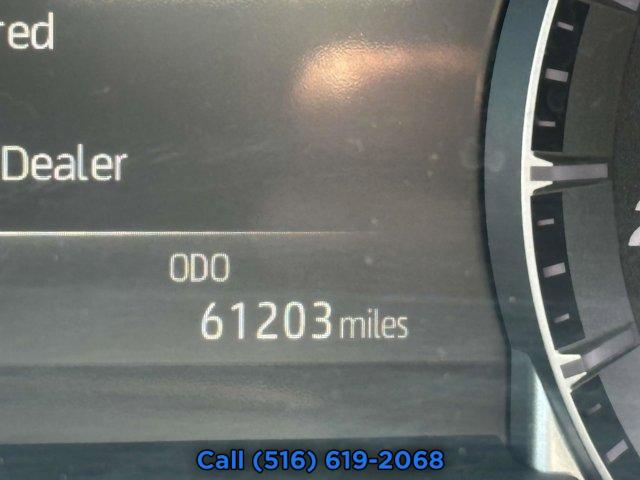 red
Dealer
ODO
61203 miles
Call (516) 619-2068